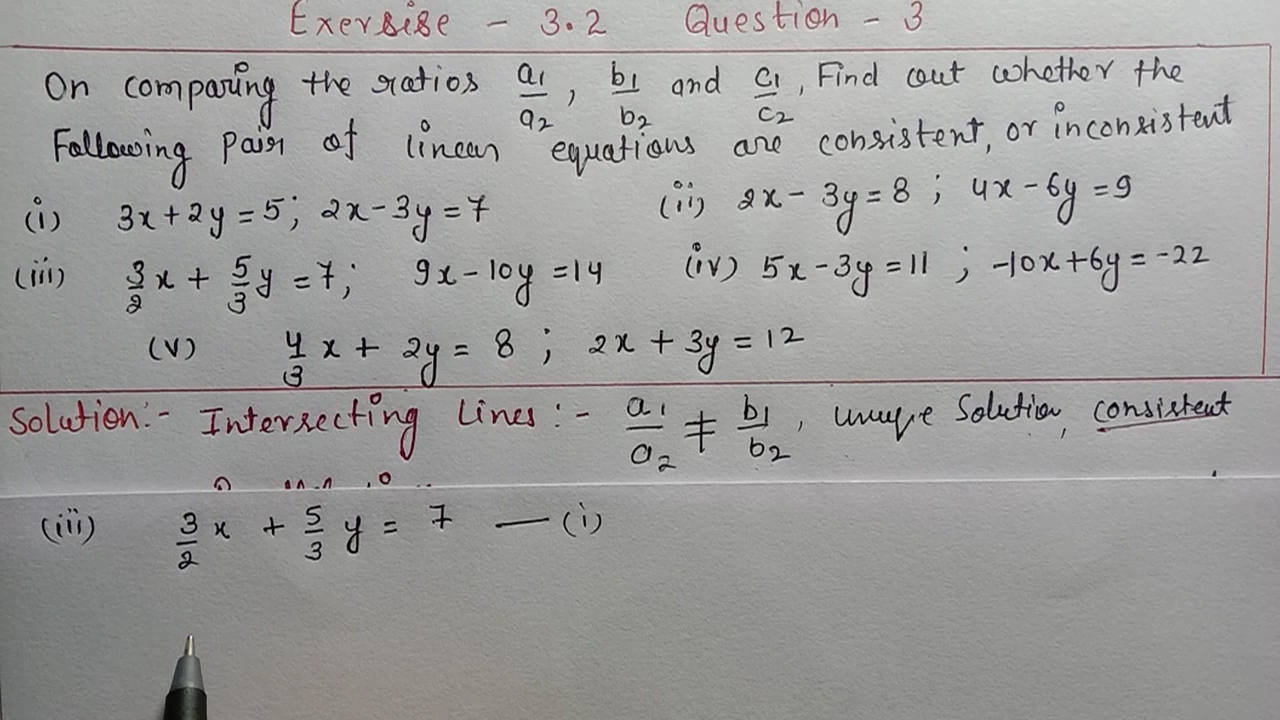 Exersise - 3.2 Question - 3
On comparing the ratios a1/a2, b1/b2 and c1/c2, Find out whether the
Following pair of linear equations are consistent, or inconsistent
(i) 3x+2y=5; 2x-3y=7 (ii) 2x-3y=8; 4x-6y=9
(iii) 3/2 x + 5/3 y = 7; 9x-10y=14 (iv) 5x-3y=11; -10x+6y=-22
(v) 4/3 x + 2y = 8; 2x + 3y = 12
Solution:- Intersecting Lines:- a1/a2 ≠ b1/b2, unique Solution, consistent
(iii) 3/2 x + 5/3 y = 7 — (i)